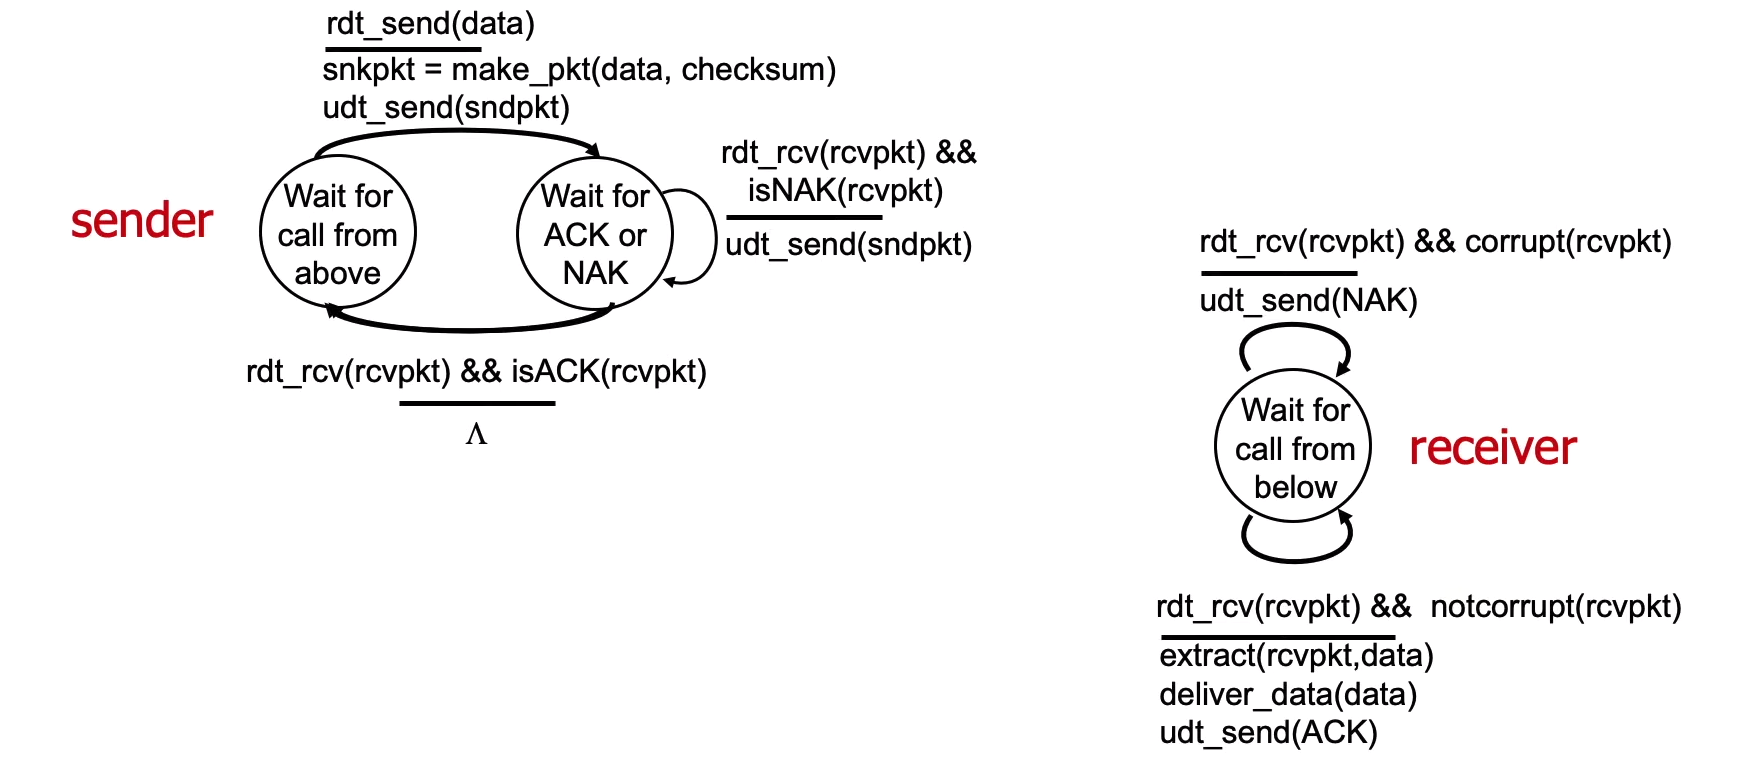 rdt_send(data)
snkpkt = make_pkt(data, checksum)
udt_send(sndpkt)
sender
Wait for
call from
above
Wait for
ACK or
NAK
rdt_rcv(rcvpkt) &&
isNAK(rcvpkt)
udt_send(sndpkt)
rdt_rcv(rcvpkt) && isACK(rcvpkt)
Λ
rdt_rcv(rcvpkt) && corrupt(rcvpkt)
udt_send(NAK)
Wait for
call from
below
receiver
rdt_rcv(rcvpkt) && notcorrupt(rcvpkt)
extract(rcvpkt,data)
deliver_data(data)
udt_send(ACK)